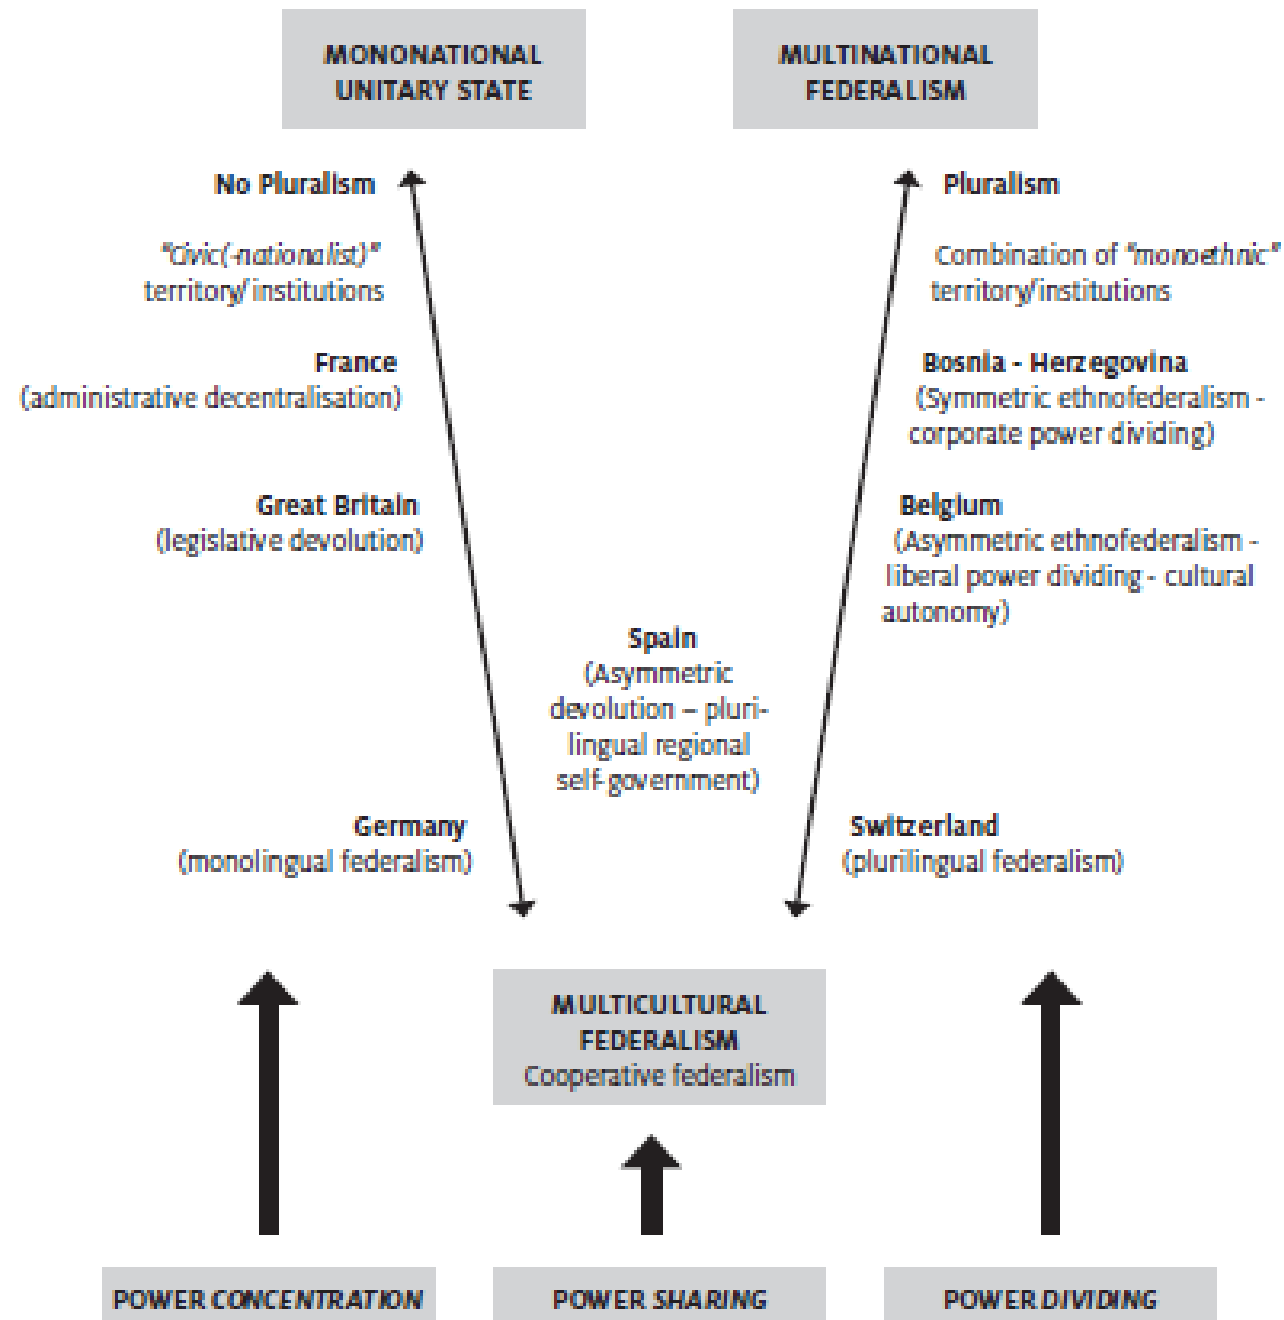 MONONATIONAL
UNITARY STATE
MULTINATIONAL
FEDERALISM
No Pluralism
"Civic(-nationalist)"
territory/institutions
France
(administrative decentralisation)
Great Britain
(legislative devolution)
Germany
(monolingual federalism)
Spain
(Asymmetric
devolution – pluri-
lingual regional
self-government)
Pluralism
Combination of "monoethnic"
territory/institutions
Bosnia - Herzegovina
(Symmetric ethnofederalism -
corporate power dividing)
Belgium
(Asymmetric ethnofederalism -
liberal power dividing - cultural
autonomy)
Switzerland
(plurilingual federalism)
MULTICULTURAL
FEDERALISM
Cooperative federalism
POWER CONCENTRATION
POWER SHARING
POWER DIVIDING